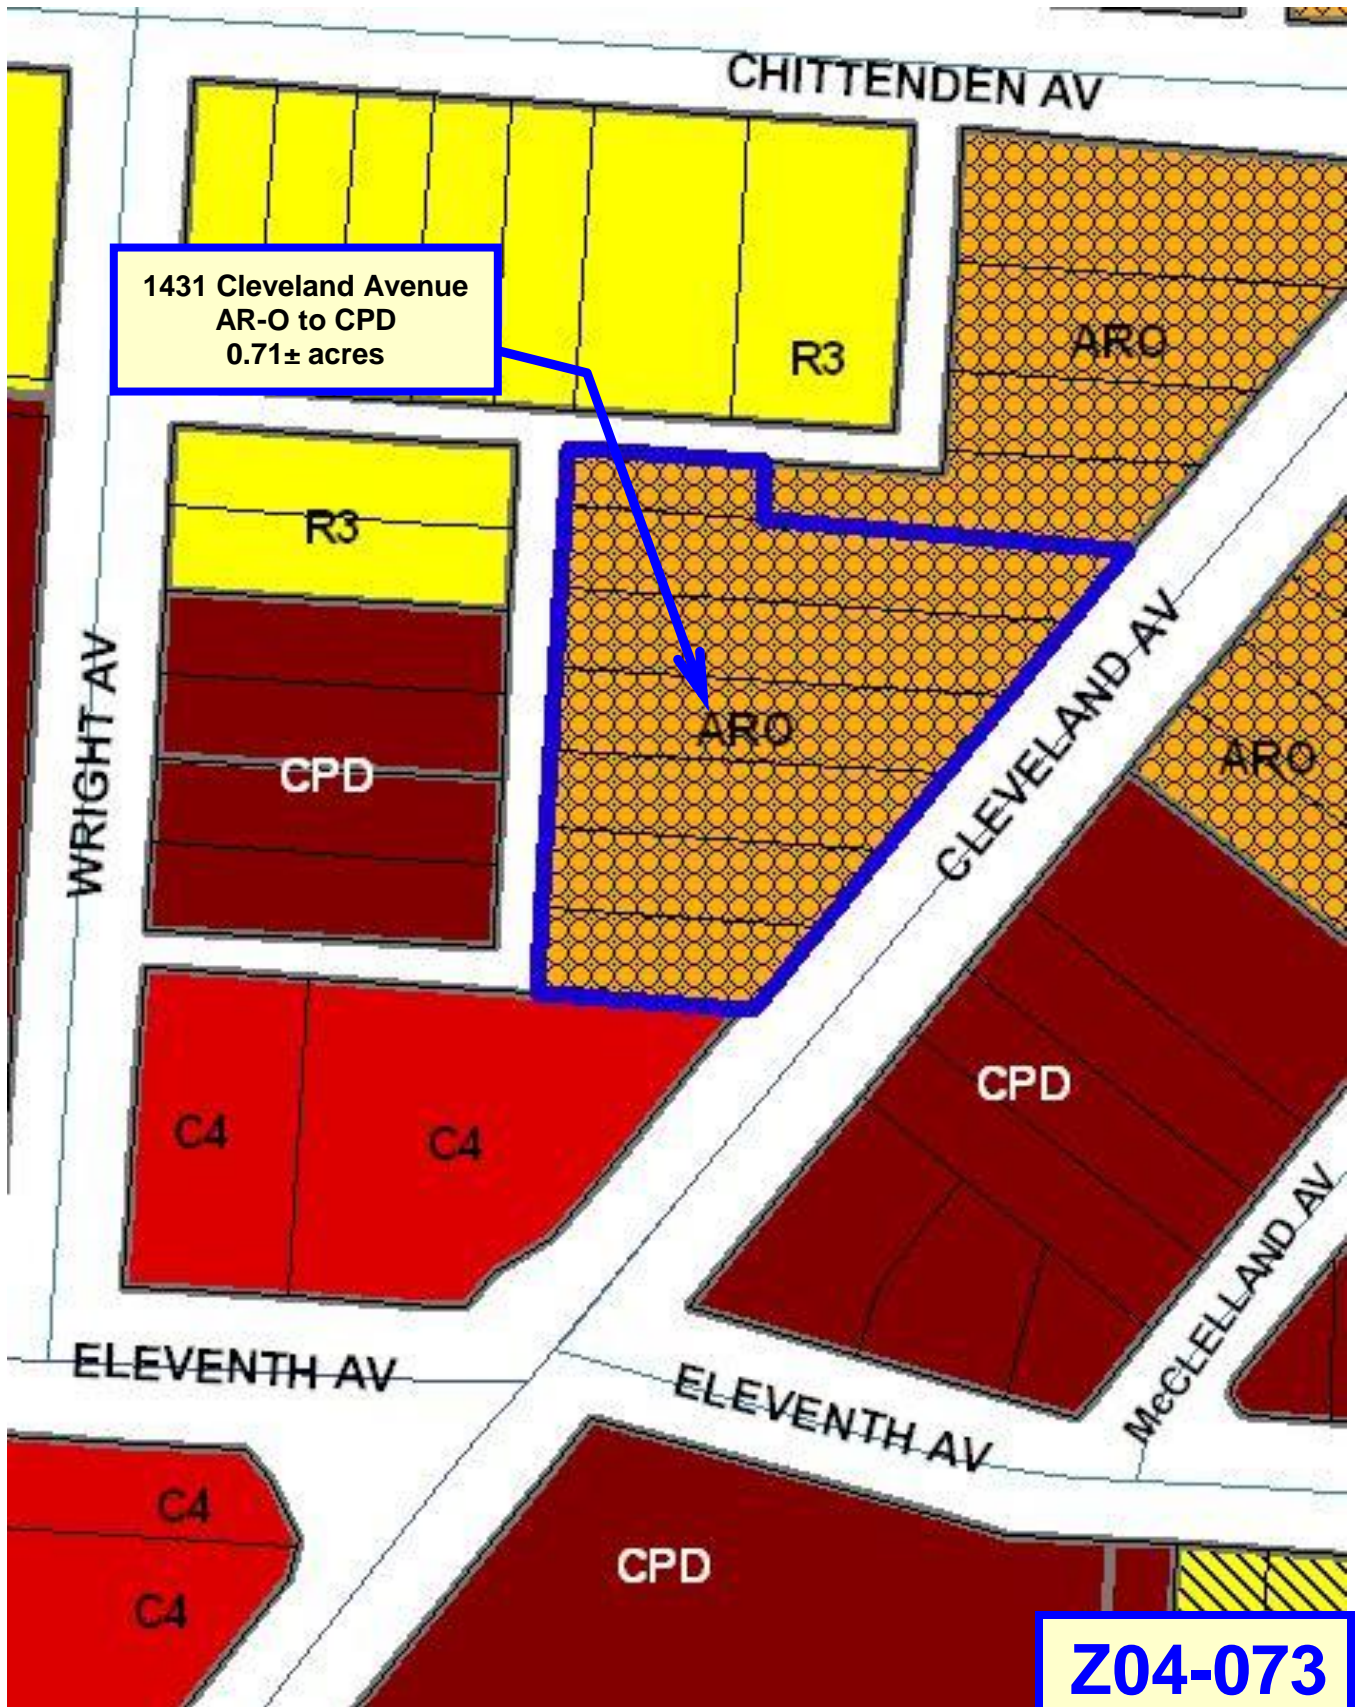 CHITTENDEN AV
1431 Cleveland Avenue
AR-O to CPD
0.71± acres
R3
ARO
R3
ARO
ARO
CPD
WRIGHT AV
CLEVELAND AV
CPD
C4
C4
McCLELLAND AV
ELEVENTH AV
ELEVENTH AV
C4
CPD
C4
Z04-073